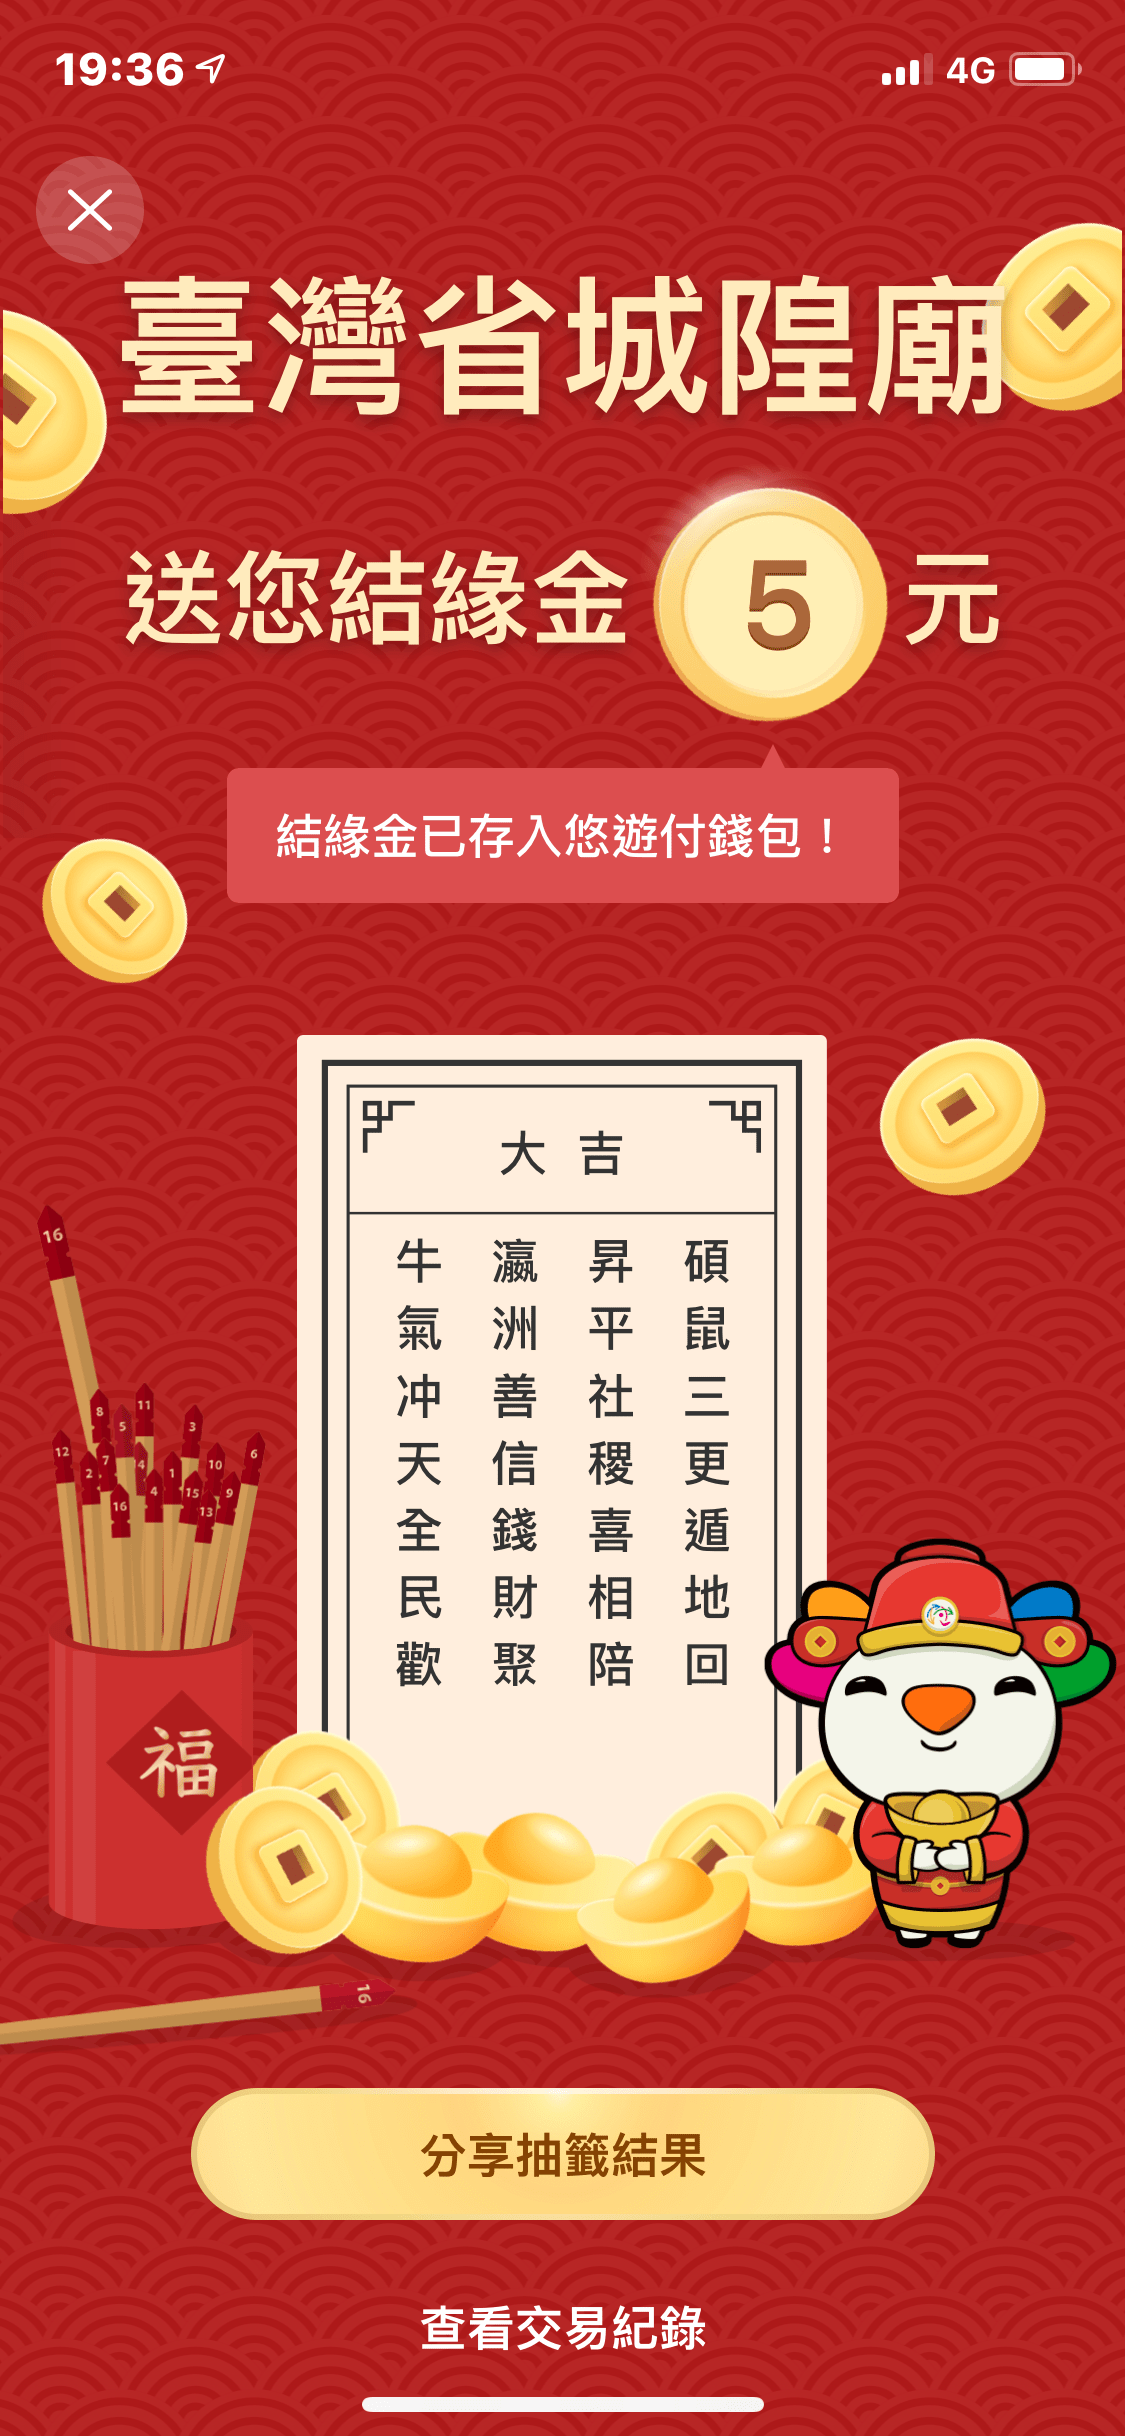 19:36
4G
臺灣省城隍廟
送您結緣金 5 元
結緣金已存入悠遊付錢包！
大吉
碩鼠三更遁地回
昇平社稷喜相陪
瀛洲善信錢財聚
牛氣冲天全民歡
16
8
11
5
3
12
7
4
6
2
1
10
16
4
15
9
13
福
16
分享抽籤結果
查看交易紀錄